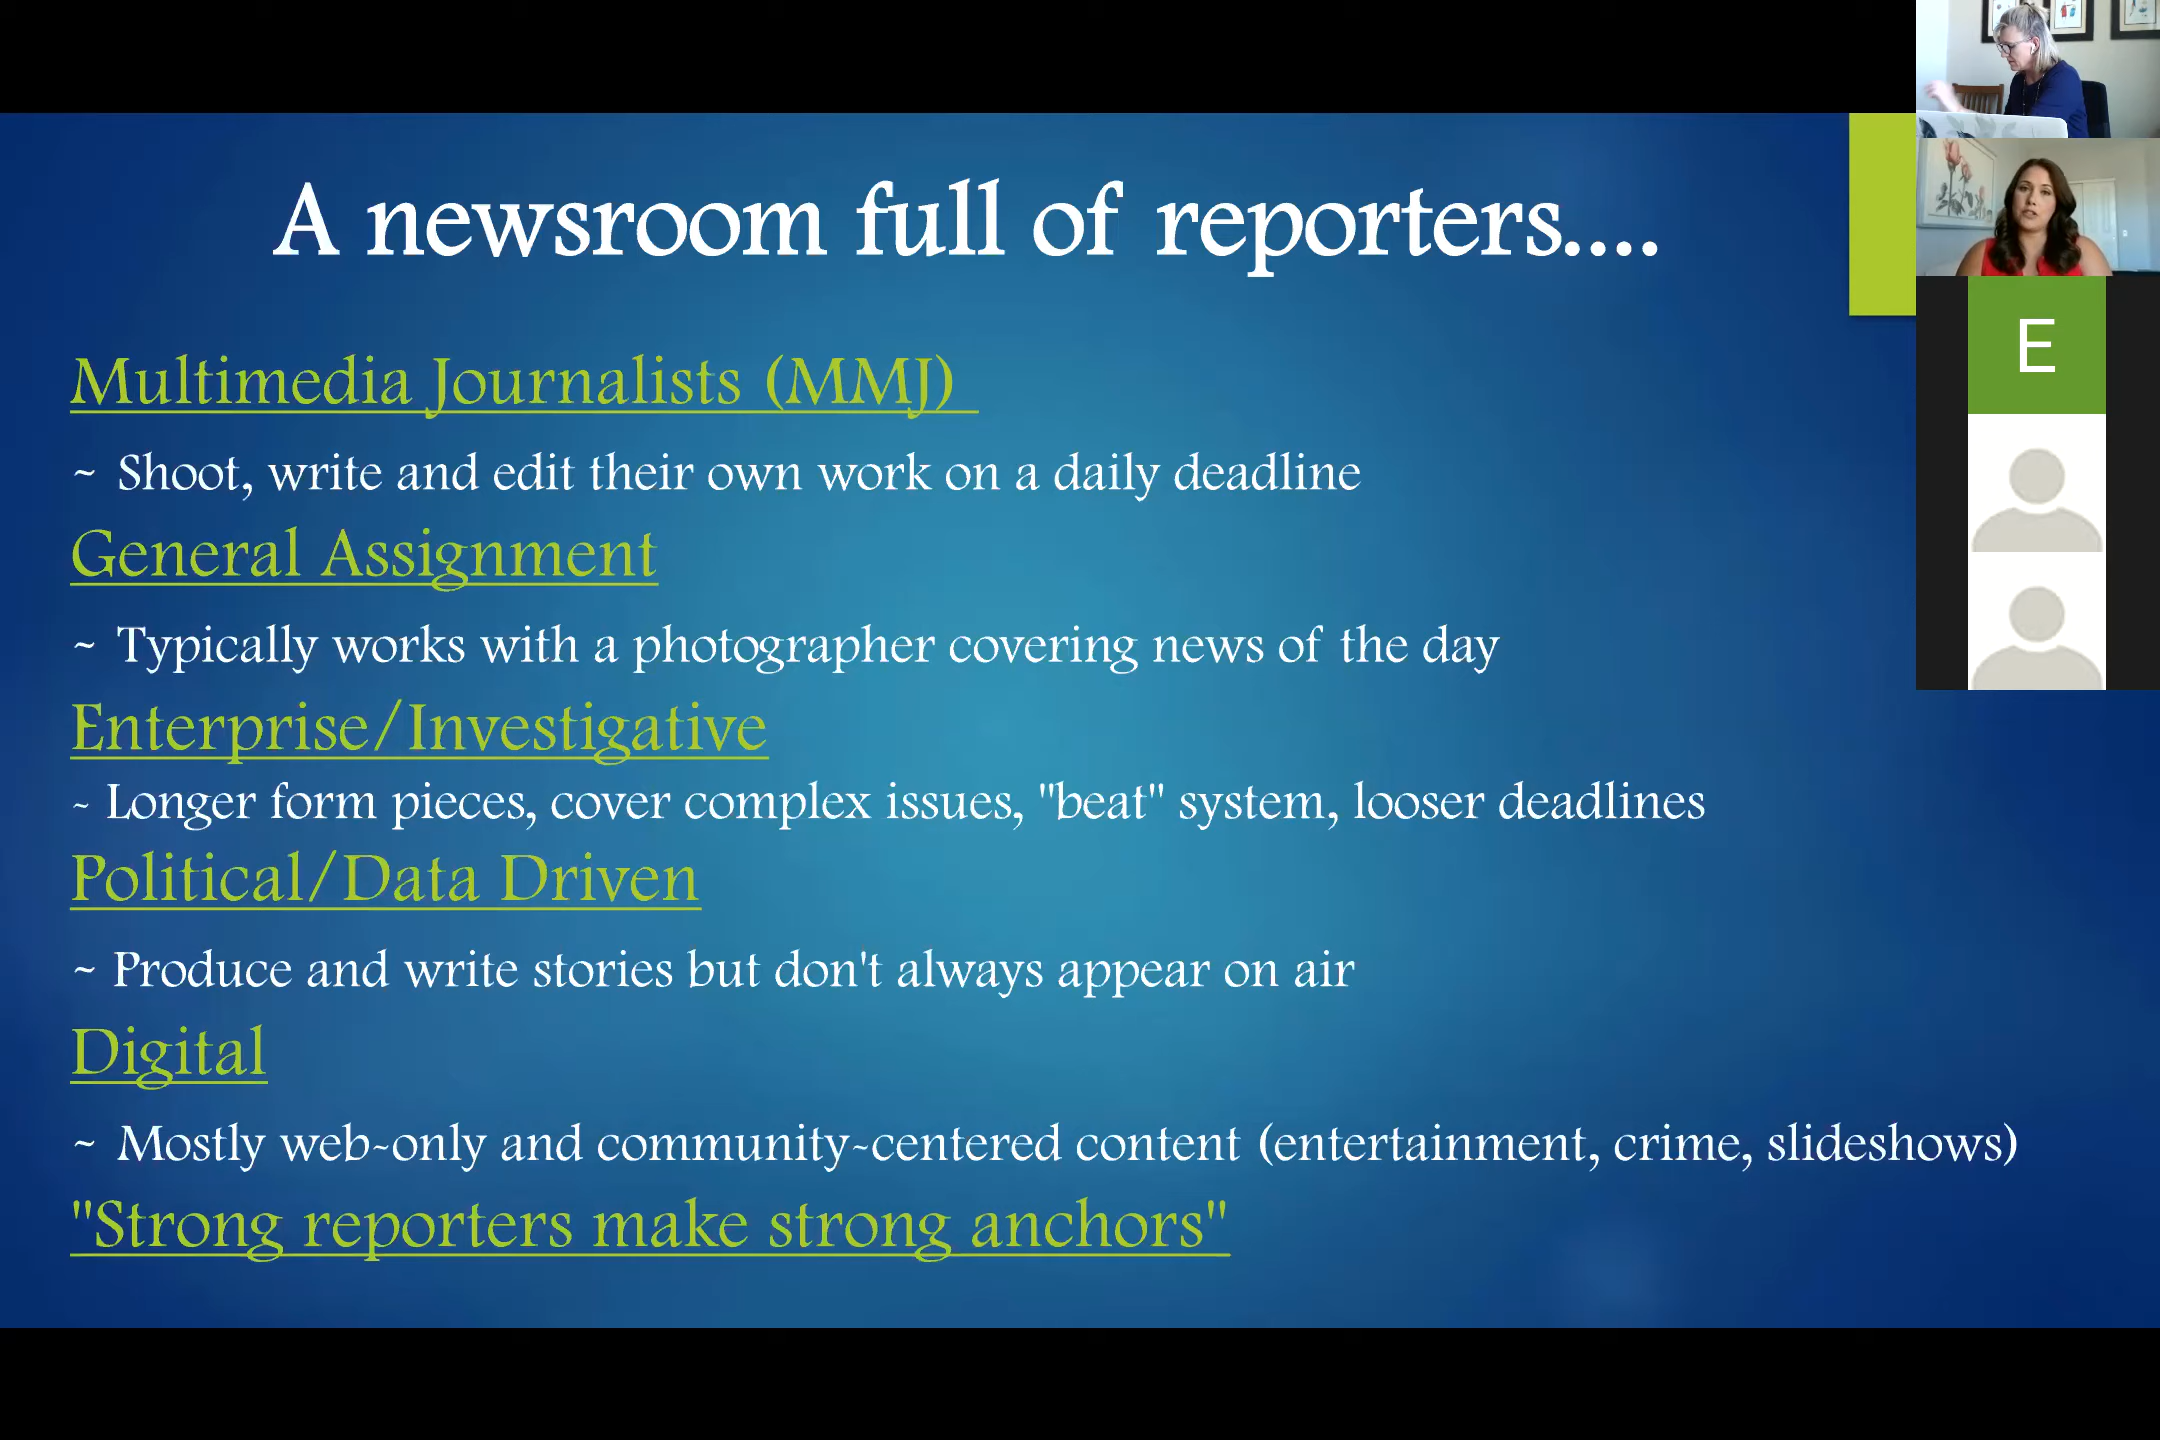 A newsroom full of reporters....
Multimedia Journalists (MMJ)
~ Shoot, write and edit their own work on a daily deadline
General Assignment
~ Typically works with a photographer covering news of the day
Enterprise/Investigative
- Longer form pieces, cover complex issues, "beat" system, looser deadlines
Political/Data Driven
~ Produce and write stories but don't always appear on air
Digital
~ Mostly web-only and community-centered content (entertainment, crime, slideshows)
"Strong reporters make strong anchors"
E